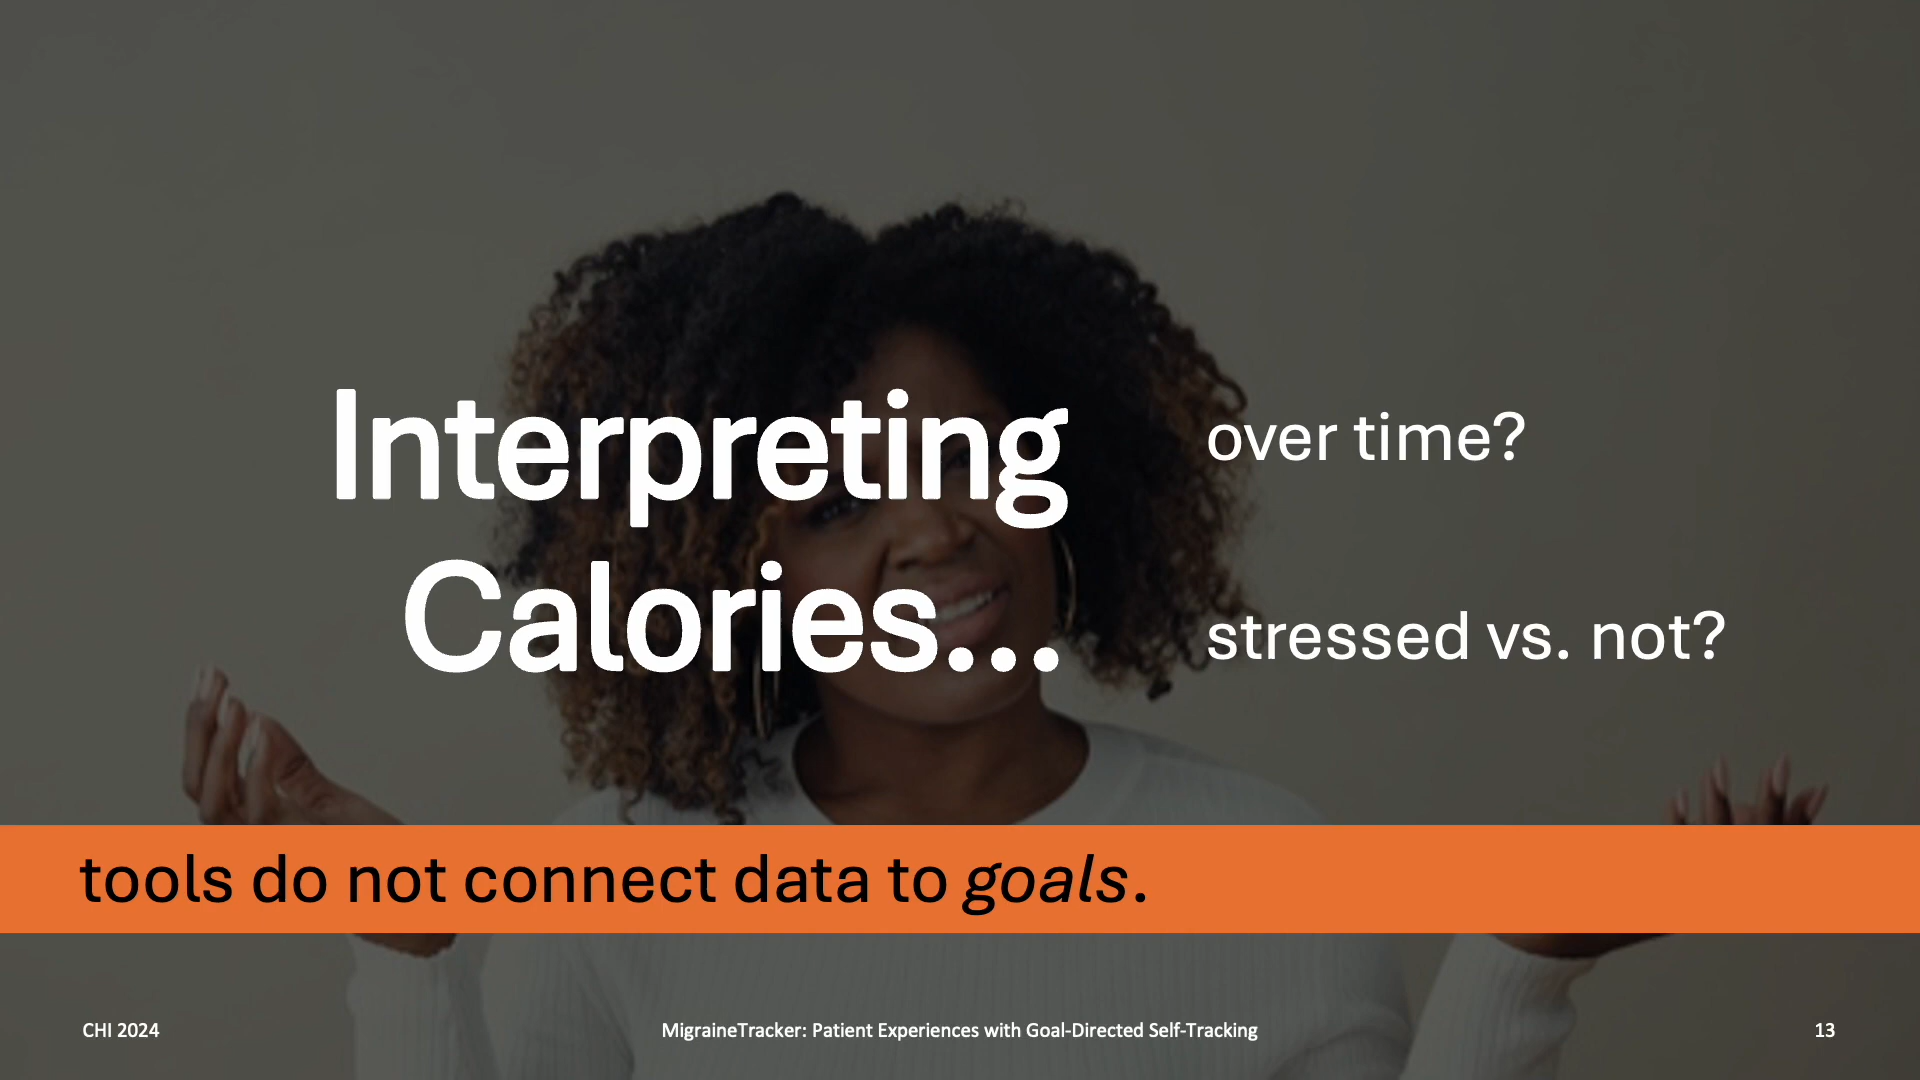 Interpreting
Calories...
over time?
stressed vs. not?
tools do not connect data to goals.
CHI 2024
MigraineTracker: Patient Experiences with Goal-Directed Self-Tracking
13